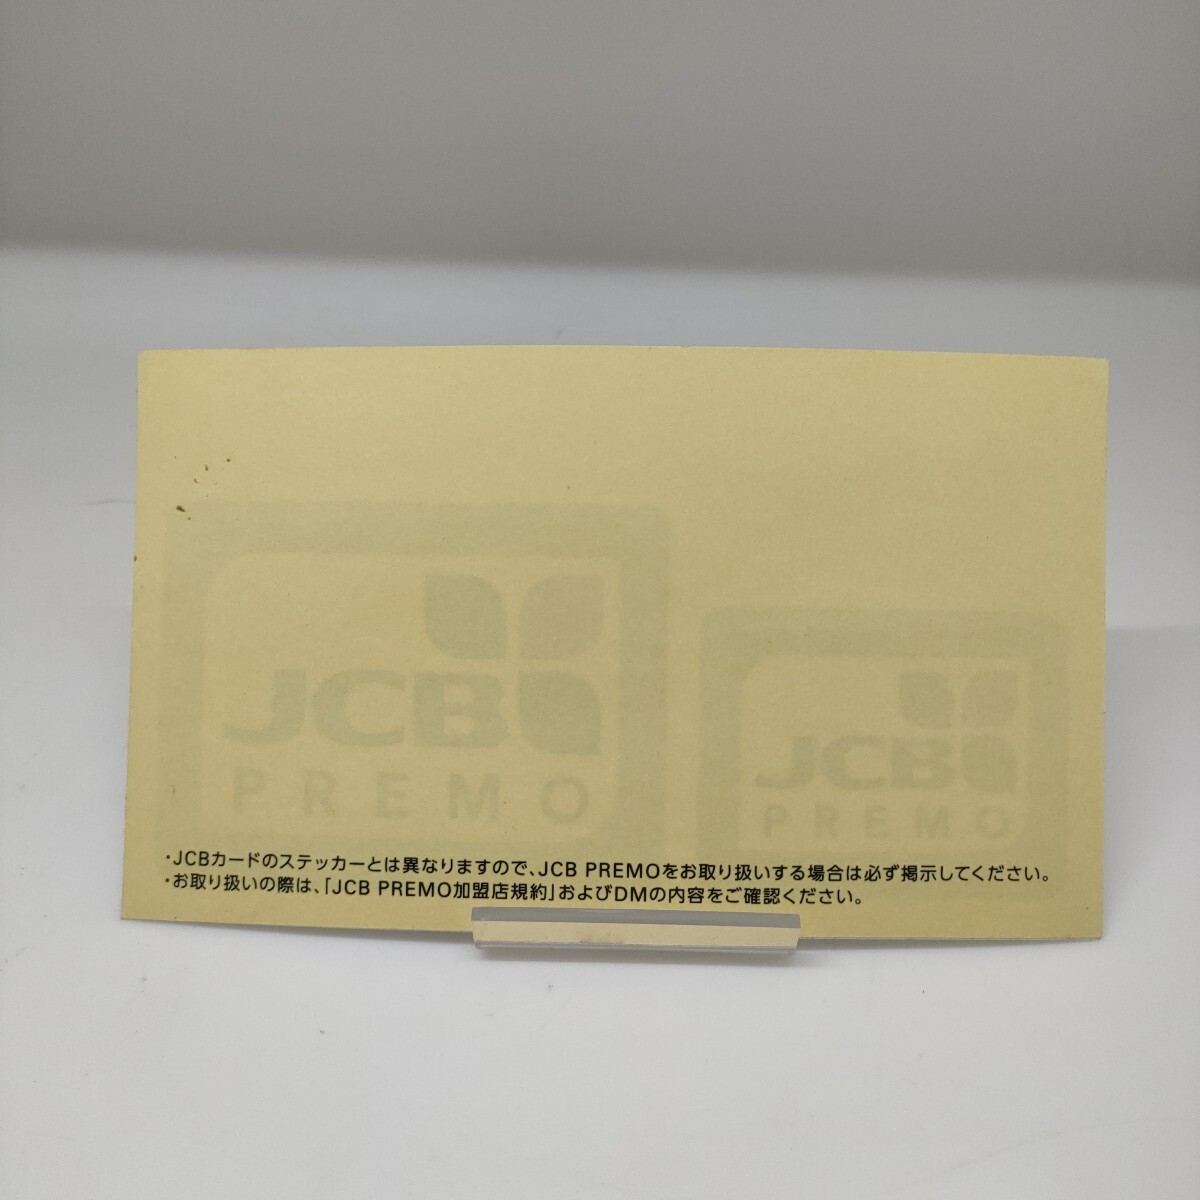 JCB
PREMO
JCB
PREMO
・JCBカードのステッカーとは異なりますので、JCB PREMOをお取り扱いする場合は必ず掲示してください。
・お取り扱いの際は、「JCB PREMO加盟店規約」およびDMの内容をご確認ください。